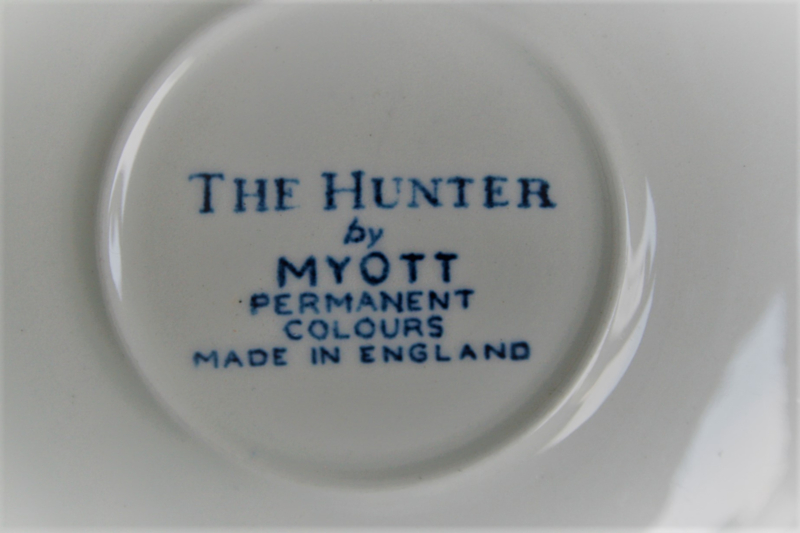 THE HUNTER
by
MYOTT
PERMANENT
COLOURS
MADE IN ENGLAND